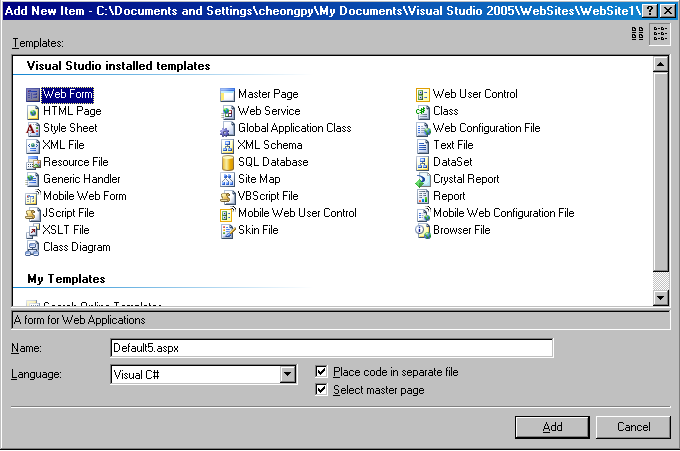 Add New Item - C:\Documents and Settings\cheongpy\My Documents\Visual Studio 2005\WebSites\WebSite1\
Templates:
Visual Studio installed templates
Web Form
Master Page
Web User Control
HTML Page
Web Service
Class
Style Sheet
Global Application Class
Web Configuration File
XML File
XML Schema
Text File
Resource File
SQL Database
DataSet
Generic Handler
Site Map
Crystal Report
Mobile Web Form
VBScript File
Report
JScript File
Mobile Web User Control
Mobile Web Configuration File
XSLT File
Skin File
Browser File
Class Diagram
My Templates
Search Online Templates
A form for Web Applications
Name:
Default5.aspx
Language:
Visual C#
Place code in separate file
Select master page
Add
Cancel